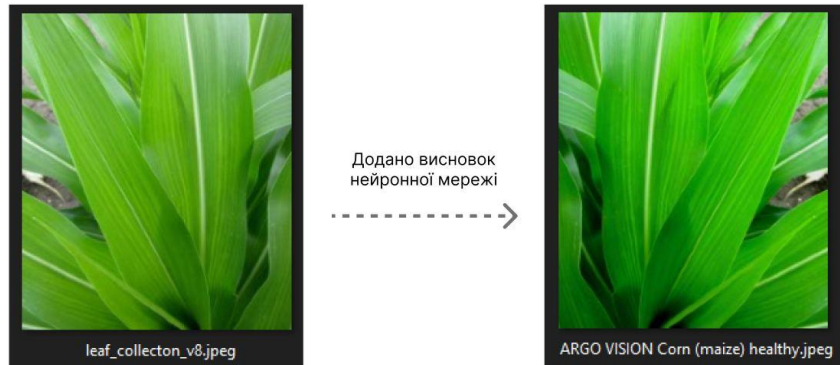 Додано висновок
нейронної мережі
leaf_collecton_v8.jpeg
ARGO VISION Corn (maize) healthy.jpeg